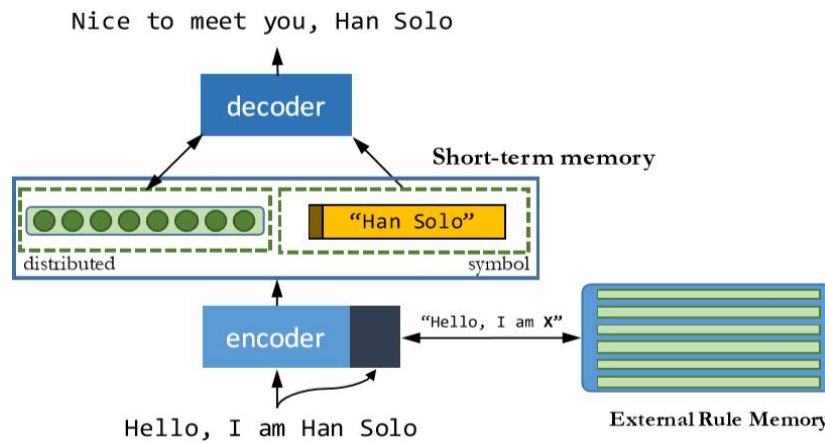 Nice to meet you, Han Solo
decoder
Short-term memory
“Han Solo”
distributed
symbol
encoder
“Hello, I am X”
Hello, I am Han Solo
External Rule Memory